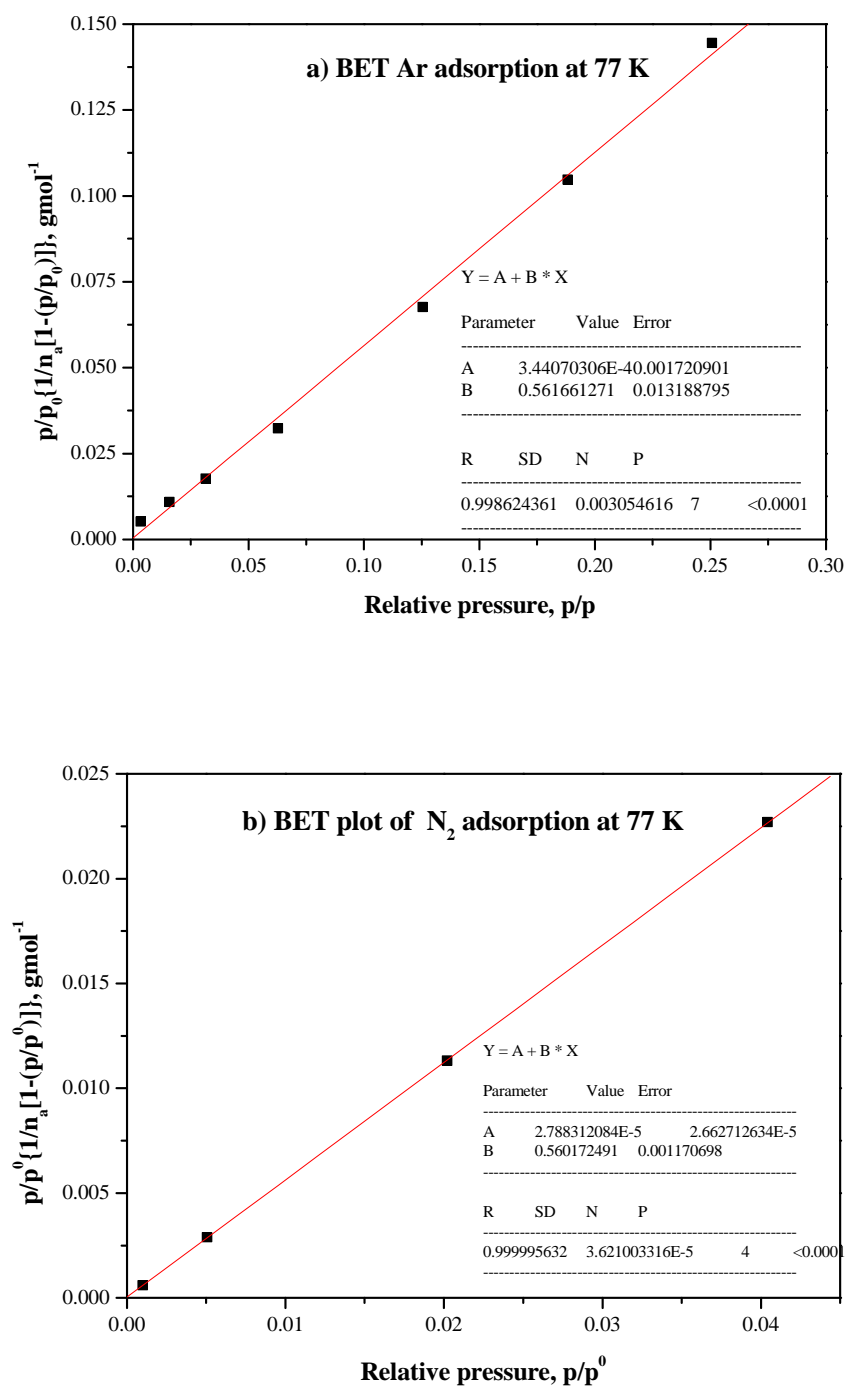 a) BET Ar adsorption at 77 K
p/p0{1/na[1-(p/p0)]}, gmol-1
0.150
0.125
0.100
0.075
0.050
0.025
0.000
Y = A + B * X
Parameter Value Error
------------------------------------------------------------
A 3.44070306E-40.001720901
B 0.561661271 0.013188795
------------------------------------------------------------
R SD N P
------------------------------------------------------------
0.998624361 0.003054616 7 <0.0001
------------------------------------------------------------
0.00 0.05 0.10 0.15 0.20 0.25 0.30
Relative pressure, p/p
b) BET plot of N2 adsorption at 77 K
p/p0{1/na[1-(p/p0)]}, gmol-1
0.025
0.020
0.015
0.010
0.005
0.000
Y = A + B * X
Parameter Value Error
------------------------------------------------------------
A 2.788312084E-5 2.662712634E-5
B 0.560172491 0.001170698
------------------------------------------------------------
R SD N P
------------------------------------------------------------
0.999995632 3.621003316E-5 4 <0.0001
------------------------------------------------------------
0.00 0.01 0.02 0.03 0.04
Relative pressure, p/p0